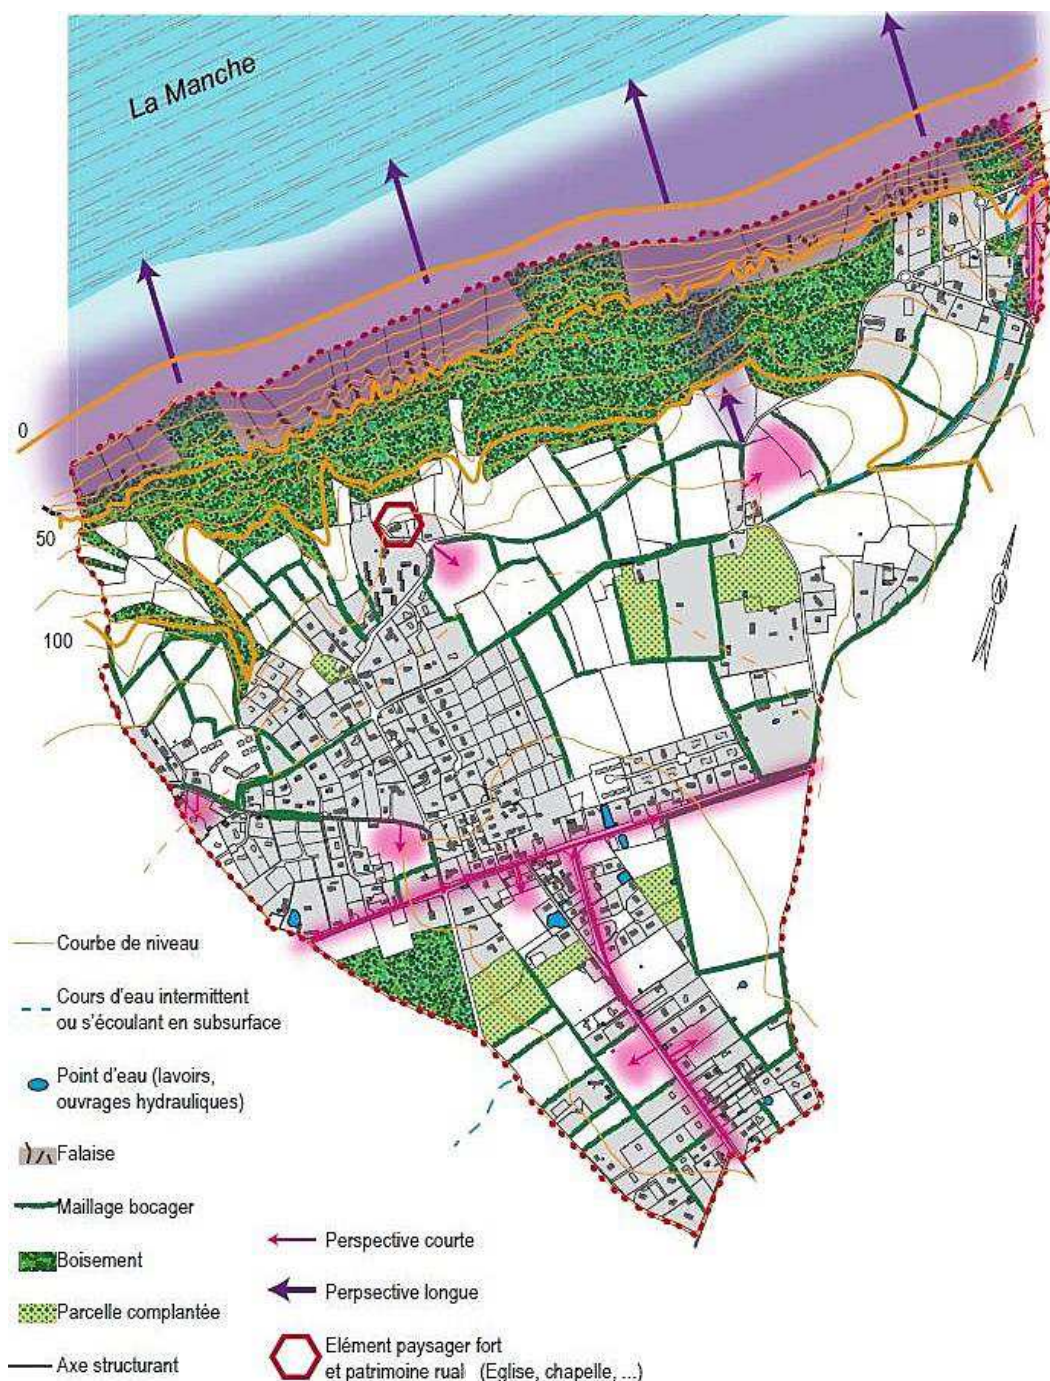 La Manche
0
50
100
Courbe de niveau
Cours d'eau intermittent
ou s'écoulant en subsurface
Point d'eau (lavoirs,
ouvrages hydrauliques)
Falaise
Maillage bocager
Boisement
Parcelle complantée
Axe structurant
Perspective courte
Perpsective longue
Elément paysager fort
et patrimoine rual (Eglise, chapelle, ...)